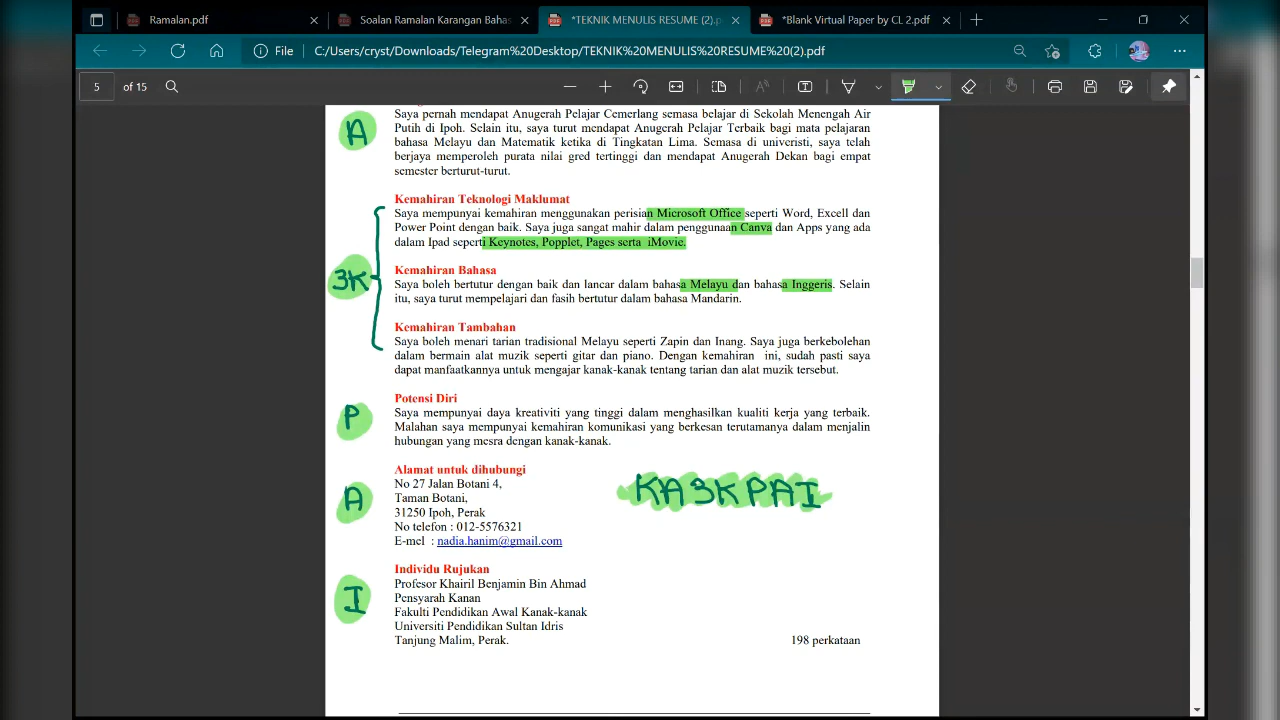 Ramalan.pdf
Soalan Ramalan Karangan Bahas
*TEKNIK MENULIS RESUME (2).p
*Blank Virtual Paper by CL 2.pdf
File
C:/Users/cryst/Downloads/Telegram%20Desktop/TEKNIK%20MENULIS%20RESUME%20(2).pdf
5 of 15
A
Saya pernah mendapat Anugerah Pelajar Cemerlang semasa belajar di Sekolah Menengah Air
Putih di Ipoh. Selain itu, saya turut mendapat Anugerah Pelajar Terbaik bagi mata pelajaran
bahasa Melayu dan Matematik ketika di Tingkatan Lima. Semasa di univeristi, saya telah
berjaya memperoleh purata nilai gred tertinggi dan mendapat Anugerah Dekan bagi empat
semester berturut-turut.
Kemahiran Teknologi Maklumat
Saya mempunyai kemahiran menggunakan perisian Microsoft Office seperti Word, Excell dan
Power Point dengan baik. Saya juga sangat mahir dalam penggunaan Canva dan Apps yang ada
dalam Ipad seperti Keynotes, Popplet, Pages serta iMovie.
3K
Kemahiran Bahasa
Saya boleh bertutur dengan baik dan lancar dalam bahasa Melayu dan bahasa Inggeris. Selain
itu, saya turut mempelajari dan fasih bertutur dalam bahasa Mandarin.
Kemahiran Tambahan
Saya boleh menari tarian tradisional Melayu seperti Zapin dan Inang. Saya juga berkebolehan
dalam bermain alat muzik seperti gitar dan piano. Dengan kemahiran ini, sudah pasti saya
dapat manfaatkannya untuk mengajar kanak-kanak tentang tarian dan alat muzik tersebut.
P
Potensi Diri
Saya mempunyai daya kreativiti yang tinggi dalam menghasilkan kualiti kerja yang terbaik.
Malahan saya mempunyai kemahiran komunikasi yang berkesan terutamanya dalam menjalin
hubungan yang mesra dengan kanak-kanak.
A
Alamat untuk dihubungi
No 27 Jalan Botani 4,
Taman Botani,
31250 Ipoh, Perak
No telefon : 012-5576321
E-mel : nadia.hanim@gmail.com
KA3KPAI
I
Individu Rujukan
Profesor Khairil Benjamin Bin Ahmad
Pensyarah Kanan
Fakulti Pendidikan Awal Kanak-kanak
Universiti Pendidikan Sultan Idris
Tanjung Malim, Perak.
198 perkataan